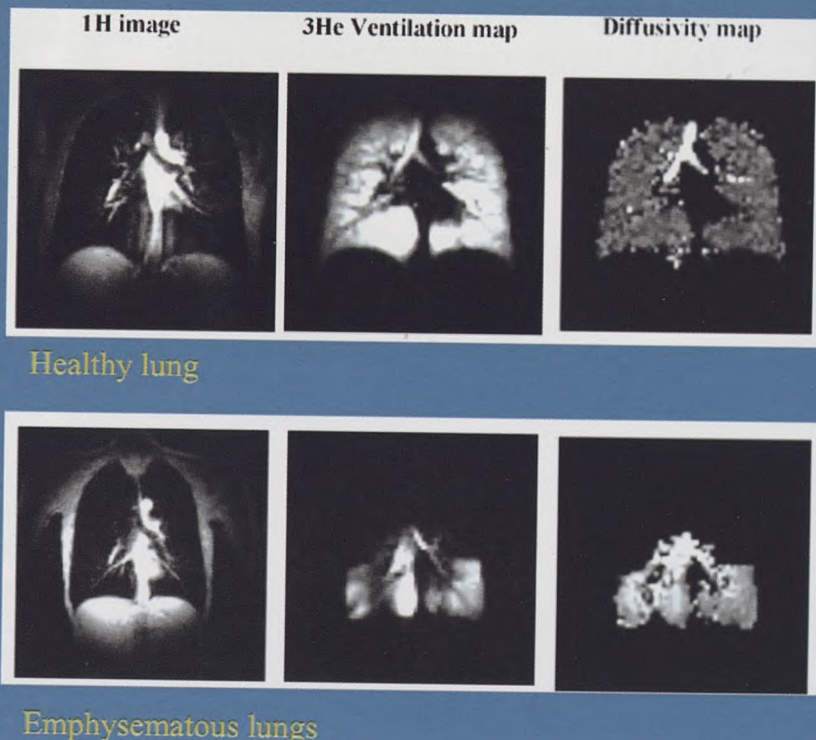 1H image 3He Ventilation map Diffusivity map
Healthy lung
Emphysematous lungs